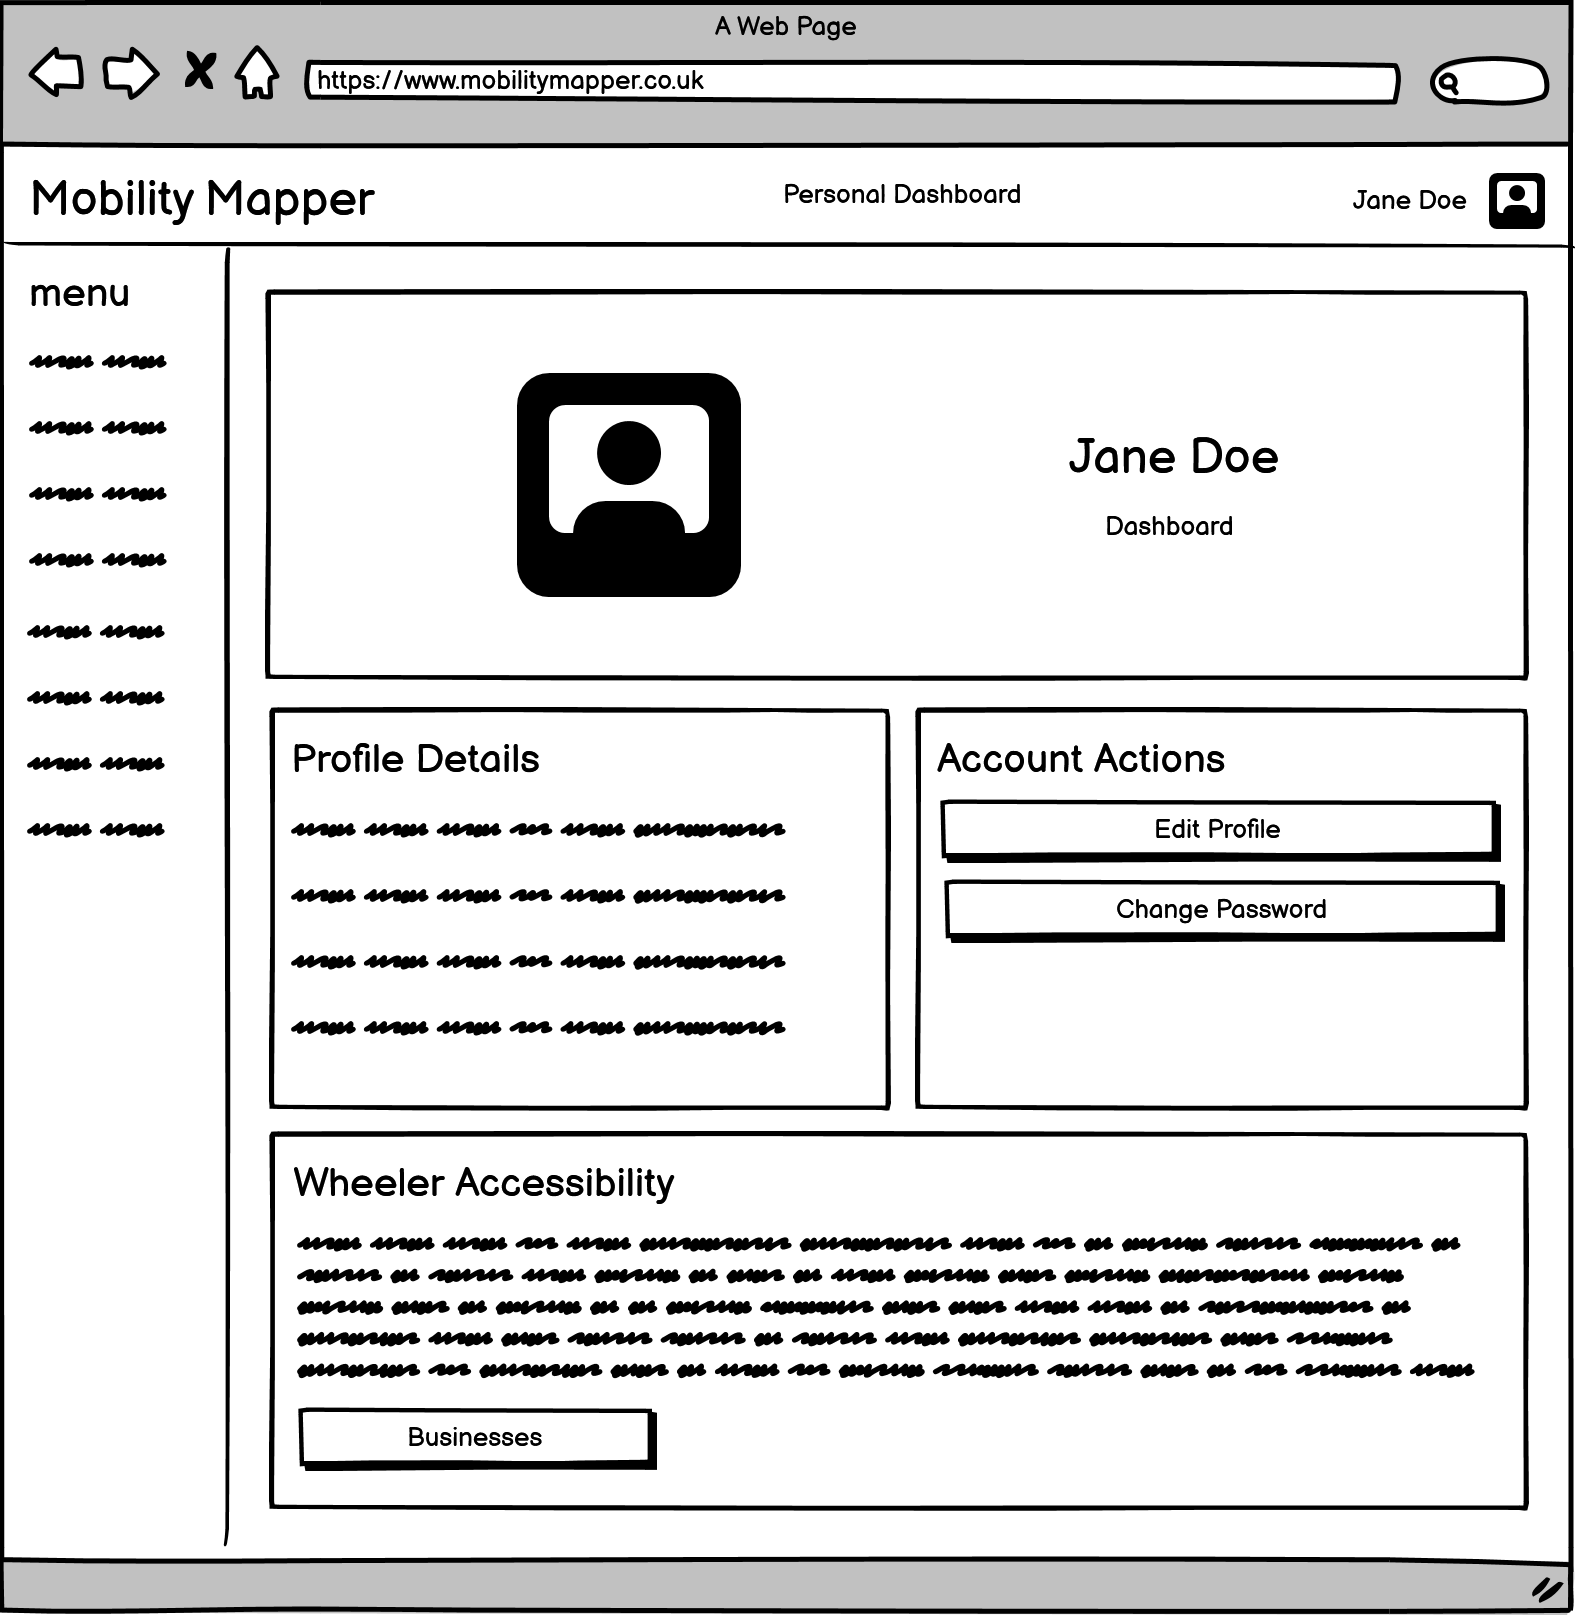 A Web Page
https://www.mobilitymapper.co.uk
Mobility Mapper
Personal Dashboard
Jane Doe
menu
Jane Doe
Dashboard
Profile Details
Account Actions
Edit Profile
Change Password
Wheeler Accessibility
Businesses